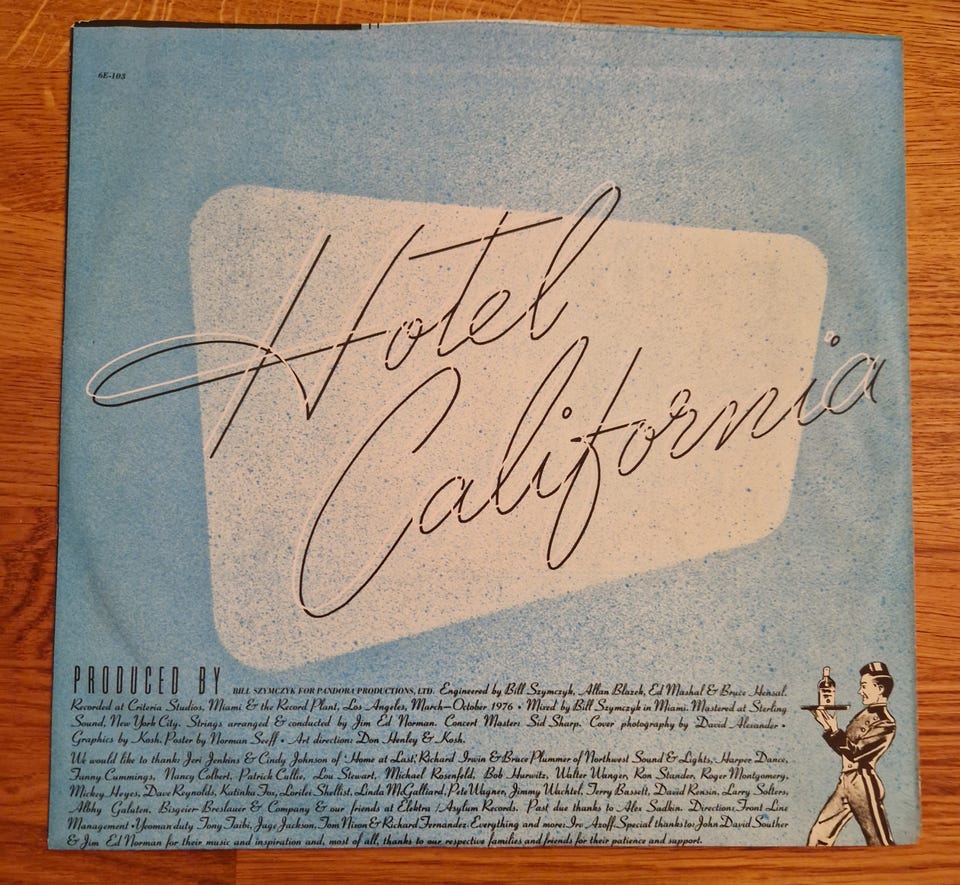 6E-103
Hotel
California
PRODUCED BY BILL SZYMCZYK FOR PANDORA PRODUCTIONS, LTD. Engineered by Bill Szymczyk, Allan Blazek, Ed Mashal & Bruce Hensal.
Recorded at Criteria Studios, Miami & the Record Plant, Los Angeles, March–October 1976 • Mixed by Bill Szymczyk in Miami. Mastered at Sterling
Sound, New York City. Strings arranged & conducted by Jim Ed Norman. Concert Master: Sid Sharp. Cover photography by David Alexander •
Graphics by Kosh. Poster by Norman Seeff • Art direction: Don Henley & Kosh.
We would like to thank: Jeri Jenkins & Cindy Johnson of 'Home at Last,' Richard Irwin & Bruce Plummer of Northwest Sound & Lights, Harper Dance,
Tunny Cummings, Nancy Colbert, Patrick Cullie, Lou Stewart, Michael Rosenfeld, Bob Hurwitz, Walter Wanger, Ron Stander, Roger Montgomery,
Mickey Heyes, Dave Reynolds, Katinka Fox, Lorilee Shellist, Linda McGalliard, Pete Wagner, Jimmy Wachtel, Terry Bassett, David Rensin, Larry Solters,
Albhy Galuten, Bisgeier-Breslauer & Company & our friends at Elektra/Asylum Records. Past due thanks to Alex Sadkin. Direction: Front Line
Management • Yeoman duty Tony Taibi, Jage Jackson, Tom Nixon & Richard Fernandez. Everything and more: Irv Azoff. Special thanks to: John David Souther
& Jim Ed Norman for their music and inspiration and, most of all, thanks to our respective families and friends for their patience and support.